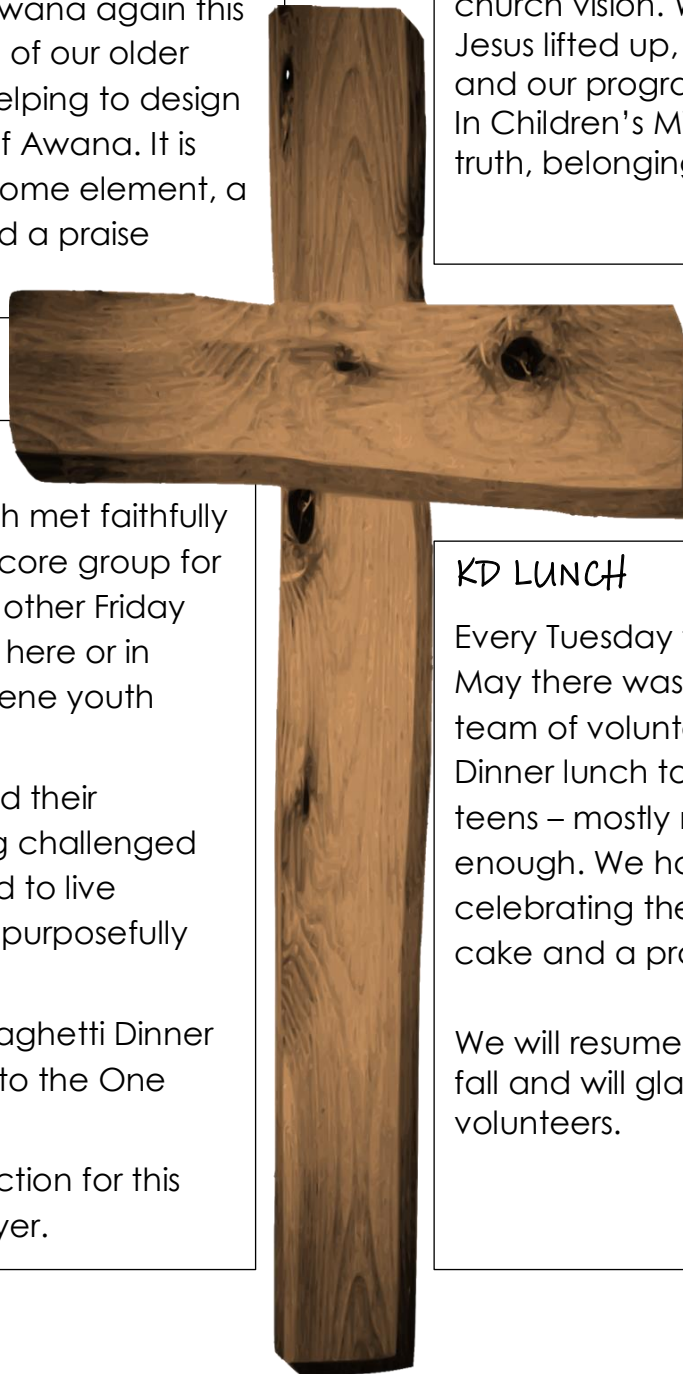 wana again this
of our older
elping to design
f Awana. It is
ome element, a
d a praise
h met faithfully
core group for
other Friday
here or in
ene youth
d their
g challenged
d to live
purposefully
aghetti Dinner
to the One
ction for this
yer.
church vision. W
Jesus lifted up,
and our progra
In Children's M
truth, belonging
KD LUNCH
Every Tuesday
May there was
team of volunte
Dinner lunch to
teens – mostly
enough. We ha
celebrating the
cake and a pro
We will resume
fall and will gla
volunteers.